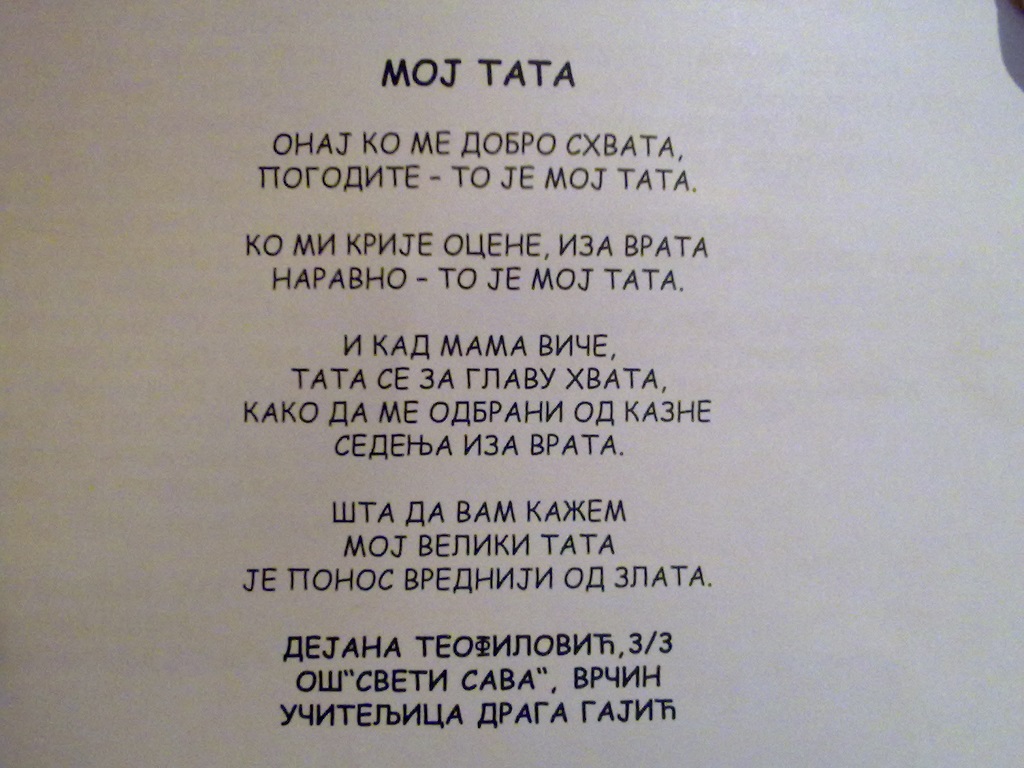 МОЈ ТАТА
ОНАЈ КО МЕ ДОБРО СХВАТА,
ПОГОДИТЕ – ТО ЈЕ МОЈ ТАТА.
КО МИ КРИЈЕ ОЦЕНЕ, ИЗА ВРАТА
НАРАВНО – ТО ЈЕ МОЈ ТАТА.
И КАД МАМА ВИЧЕ,
ТАТА СЕ ЗА ГЛАВУ ХВАТА,
КАКО ДА МЕ ОДБРАНИ ОД КАЗНЕ
СЕДЕЊА ИЗА ВРАТА.
ШТА ДА ВАМ КАЖЕМ
МОЈ ВЕЛИКИ ТАТА
ЈЕ ПОНОС ВРЕДНИЈИ ОД ЗЛАТА.
ДЕЈАНА ТЕОФИЛОВИЋ,3/3
ОШ“СВЕТИ САВА“, ВРЧИН
УЧИТЕЉИЦА ДРАГА ГАЈИЋ